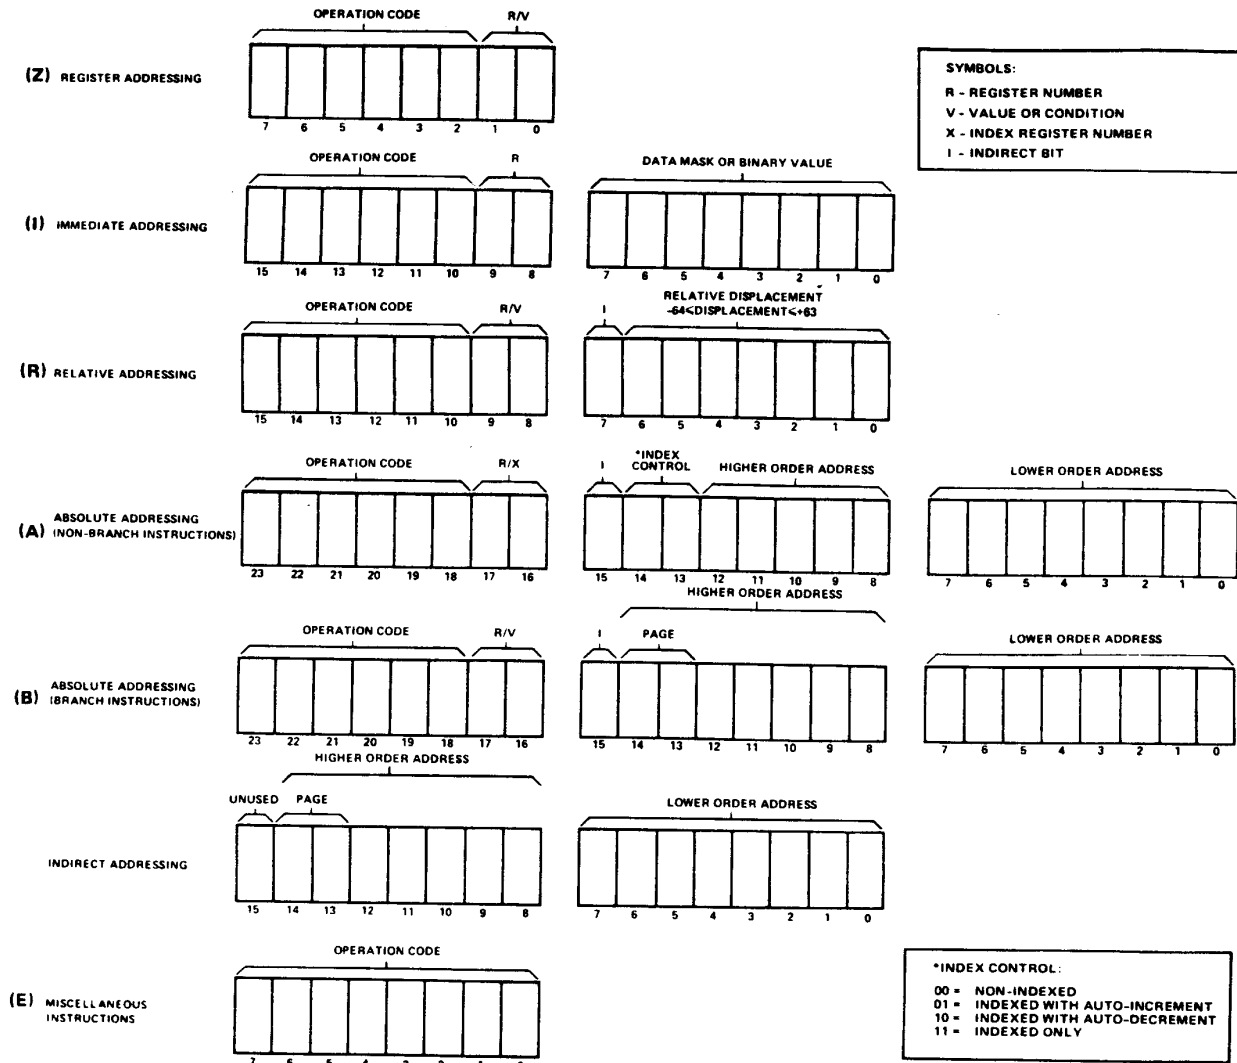 OPERATION CODE R/V
(Z) REGISTER ADDRESSING
7 6 5 4 3 2 1 0
SYMBOLS:
R - REGISTER NUMBER
V - VALUE OR CONDITION
X - INDEX REGISTER NUMBER
I - INDIRECT BIT
OPERATION CODE R DATA MASK OR BINARY VALUE
(I) IMMEDIATE ADDRESSING
15 14 13 12 11 10 9 8 7 6 5 4 3 2 1 0
OPERATION CODE R/V I RELATIVE DISPLACEMENT
-64<DISPLACEMENT≤+63
(R) RELATIVE ADDRESSING
15 14 13 12 11 10 9 8 7 6 5 4 3 2 1 0
OPERATION CODE R/X I *INDEX CONTROL HIGHER ORDER ADDRESS LOWER ORDER ADDRESS
(A) ABSOLUTE ADDRESSING
(NON-BRANCH INSTRUCTIONS)
23 22 21 20 19 18 17 16 15 14 13 12 11 10 9 8 7 6 5 4 3 2 1 0
HIGHER ORDER ADDRESS
OPERATION CODE R/V I PAGE LOWER ORDER ADDRESS
(B) ABSOLUTE ADDRESSING
(BRANCH INSTRUCTIONS)
23 22 21 20 19 18 17 16 15 14 13 12 11 10 9 8 7 6 5 4 3 2 1 0
HIGHER ORDER ADDRESS
UNUSED PAGE LOWER ORDER ADDRESS
INDIRECT ADDRESSING
15 14 13 12 11 10 9 8 7 6 5 4 3 2 1 0
OPERATION CODE
(E) MISCELLANEOUS
INSTRUCTIONS
*INDEX CONTROL:
00 = NON-INDEXED
01 = INDEXED WITH AUTO-INCREMENT
10 = INDEXED WITH AUTO-DECREMENT
11 = INDEXED ONLY